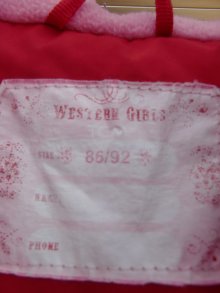 WESTERN GIRLS
SIZE 86/92
NAME
PHONE